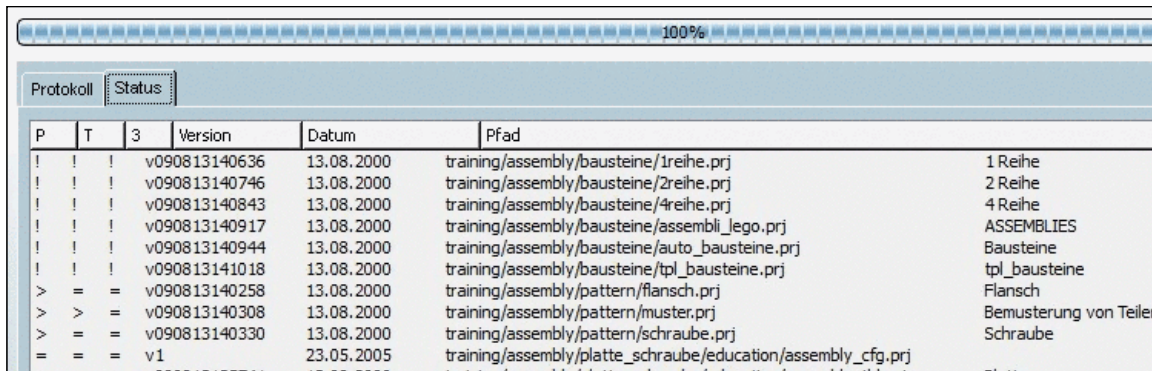 100%
Protokoll Status
P T 3 Version Datum Pfad
! ! ! v090813140636 13.08.2000 training/assembly/bausteine/1reihe.prj 1 Reihe
! ! ! v090813140746 13.08.2000 training/assembly/bausteine/2reihe.prj 2 Reihe
! ! ! v090813140843 13.08.2000 training/assembly/bausteine/4reihe.prj 4 Reihe
! ! ! v090813140917 13.08.2000 training/assembly/bausteine/assembli_lego.prj ASSEMBLIES
! ! ! v090813140944 13.08.2000 training/assembly/bausteine/auto_bausteine.prj Bausteine
! ! ! v090813141018 13.08.2000 training/assembly/bausteine/tpl_bausteine.prj tpl_bausteine
> = = v090813140258 13.08.2000 training/assembly/pattern/flansch.prj Flansch
> > = v090813140308 13.08.2000 training/assembly/pattern/muster.prj Bemusterung von Teile
> = = v090813140330 13.08.2000 training/assembly/pattern/schraube.prj Schraube
= = = v1 23.05.2005 training/assembly/platte_schraube/education/assembly_cfg.prj